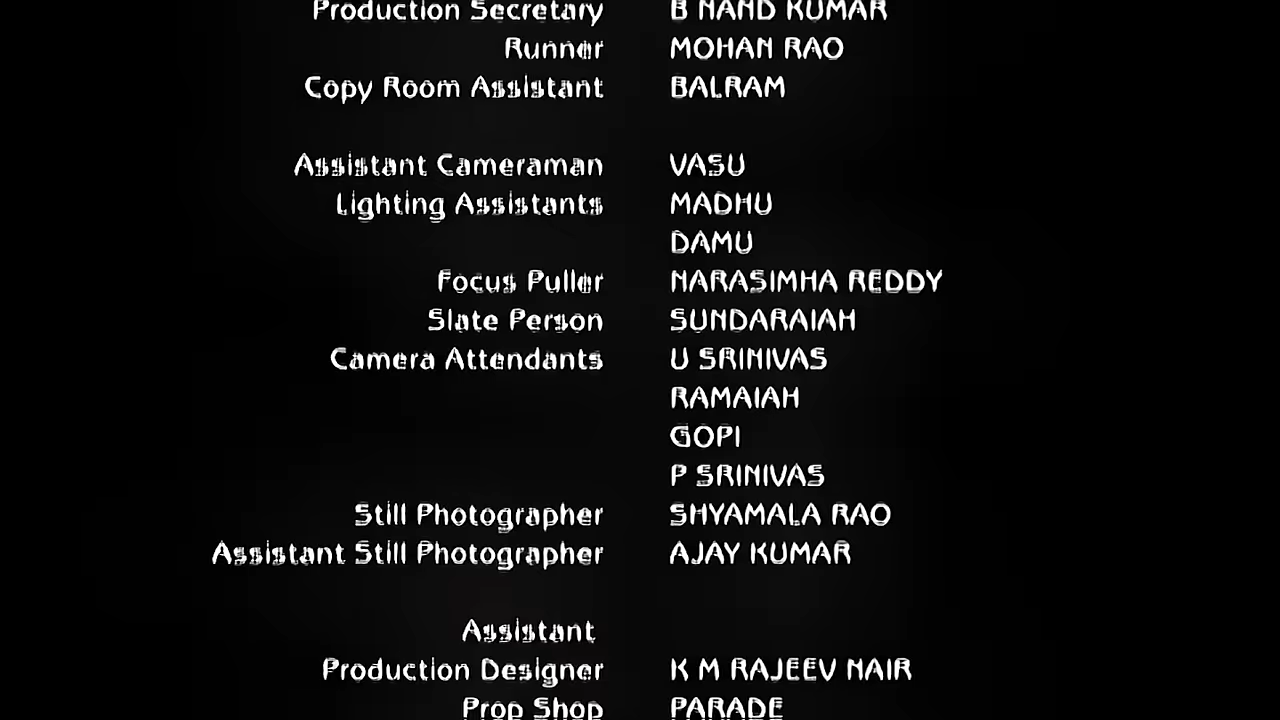 Production Secretary B NAND KUMAR
Runner MOHAN RAO
Copy Room Assistant BALRAM
Assistant Cameraman VASU
Lighting Assistants MADHU
DAMU
Focus Puller NARASIMHA REDDY
Slate Person SUNDARAIAH
Camera Attendants U SRINIVAS
RAMAIAH
GOPI
P SRINIVAS
Still Photographer SHYAMALA RAO
Assistant Still Photographer AJAY KUMAR
Assistant
Production Designer K M RAJEEV NAIR
Prop Shop PARADE